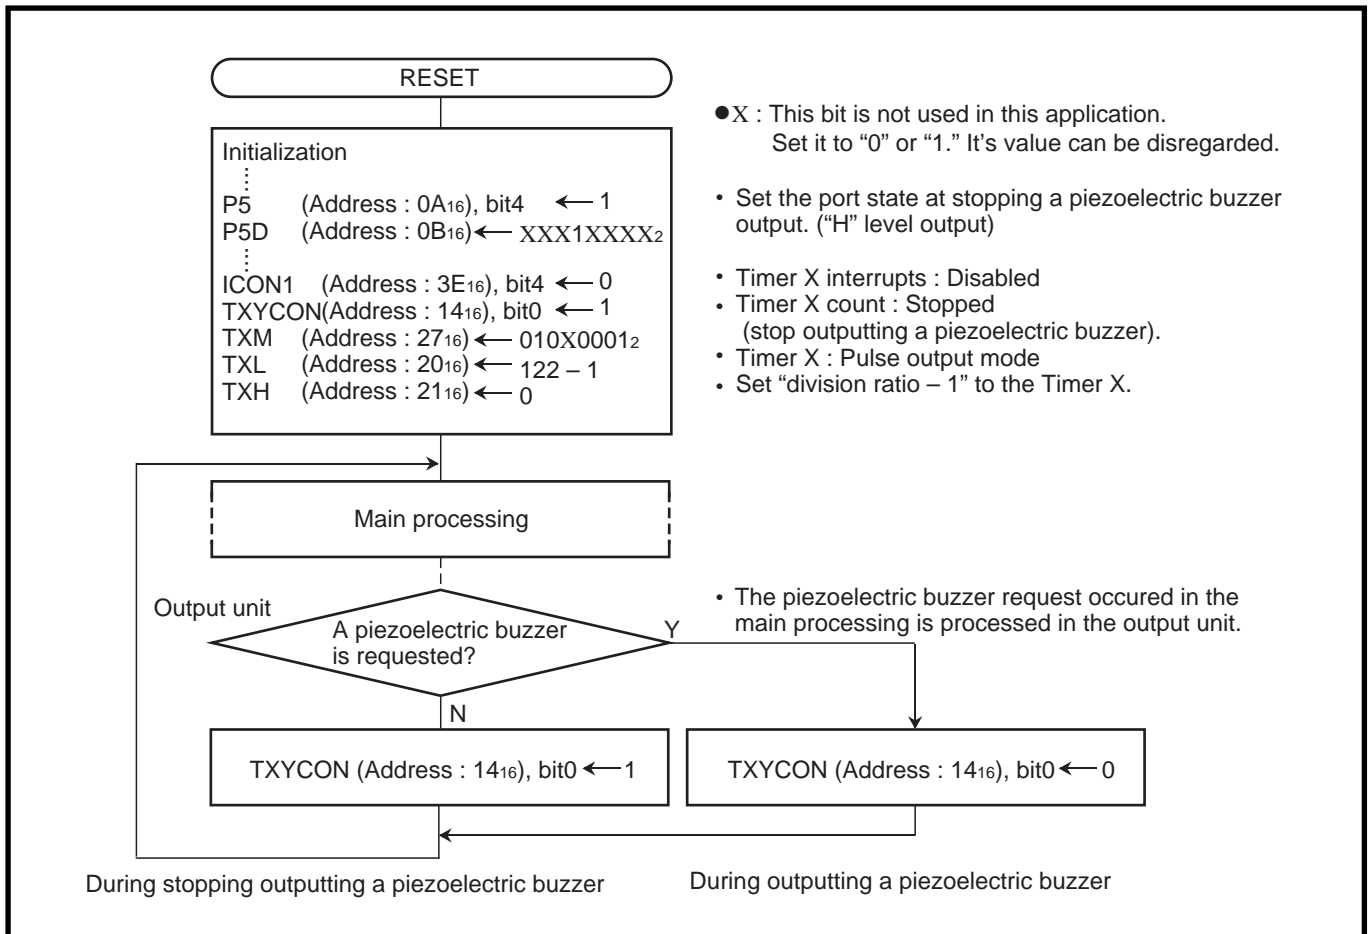 RESET
Initialization
P5 (Address : 0A16), bit4 ← 1
P5D (Address : 0B16) ← XXX1XXXX2
ICON1 (Address : 3E16), bit4 ← 0
TXYCON(Address : 1416), bit0 ← 1
TXM (Address : 2716) ← 010X00012
TXL (Address : 2016) ← 122 – 1
TXH (Address : 2116) ← 0
●X : This bit is not used in this application.
Set it to “0” or “1.” It’s value can be disregarded.
• Set the port state at stopping a piezoelectric buzzer
output. (“H” level output)
• Timer X interrupts : Disabled
• Timer X count : Stopped
(stop outputting a piezoelectric buzzer).
• Timer X : Pulse output mode
• Set “division ratio – 1” to the Timer X.
Main processing
Output unit
A piezoelectric buzzer
is requested?
Y
N
• The piezoelectric buzzer request occured in the
main processing is processed in the output unit.
TXYCON (Address : 1416), bit0 ← 1
TXYCON (Address : 1416), bit0 ← 0
During stopping outputting a piezoelectric buzzer
During outputting a piezoelectric buzzer